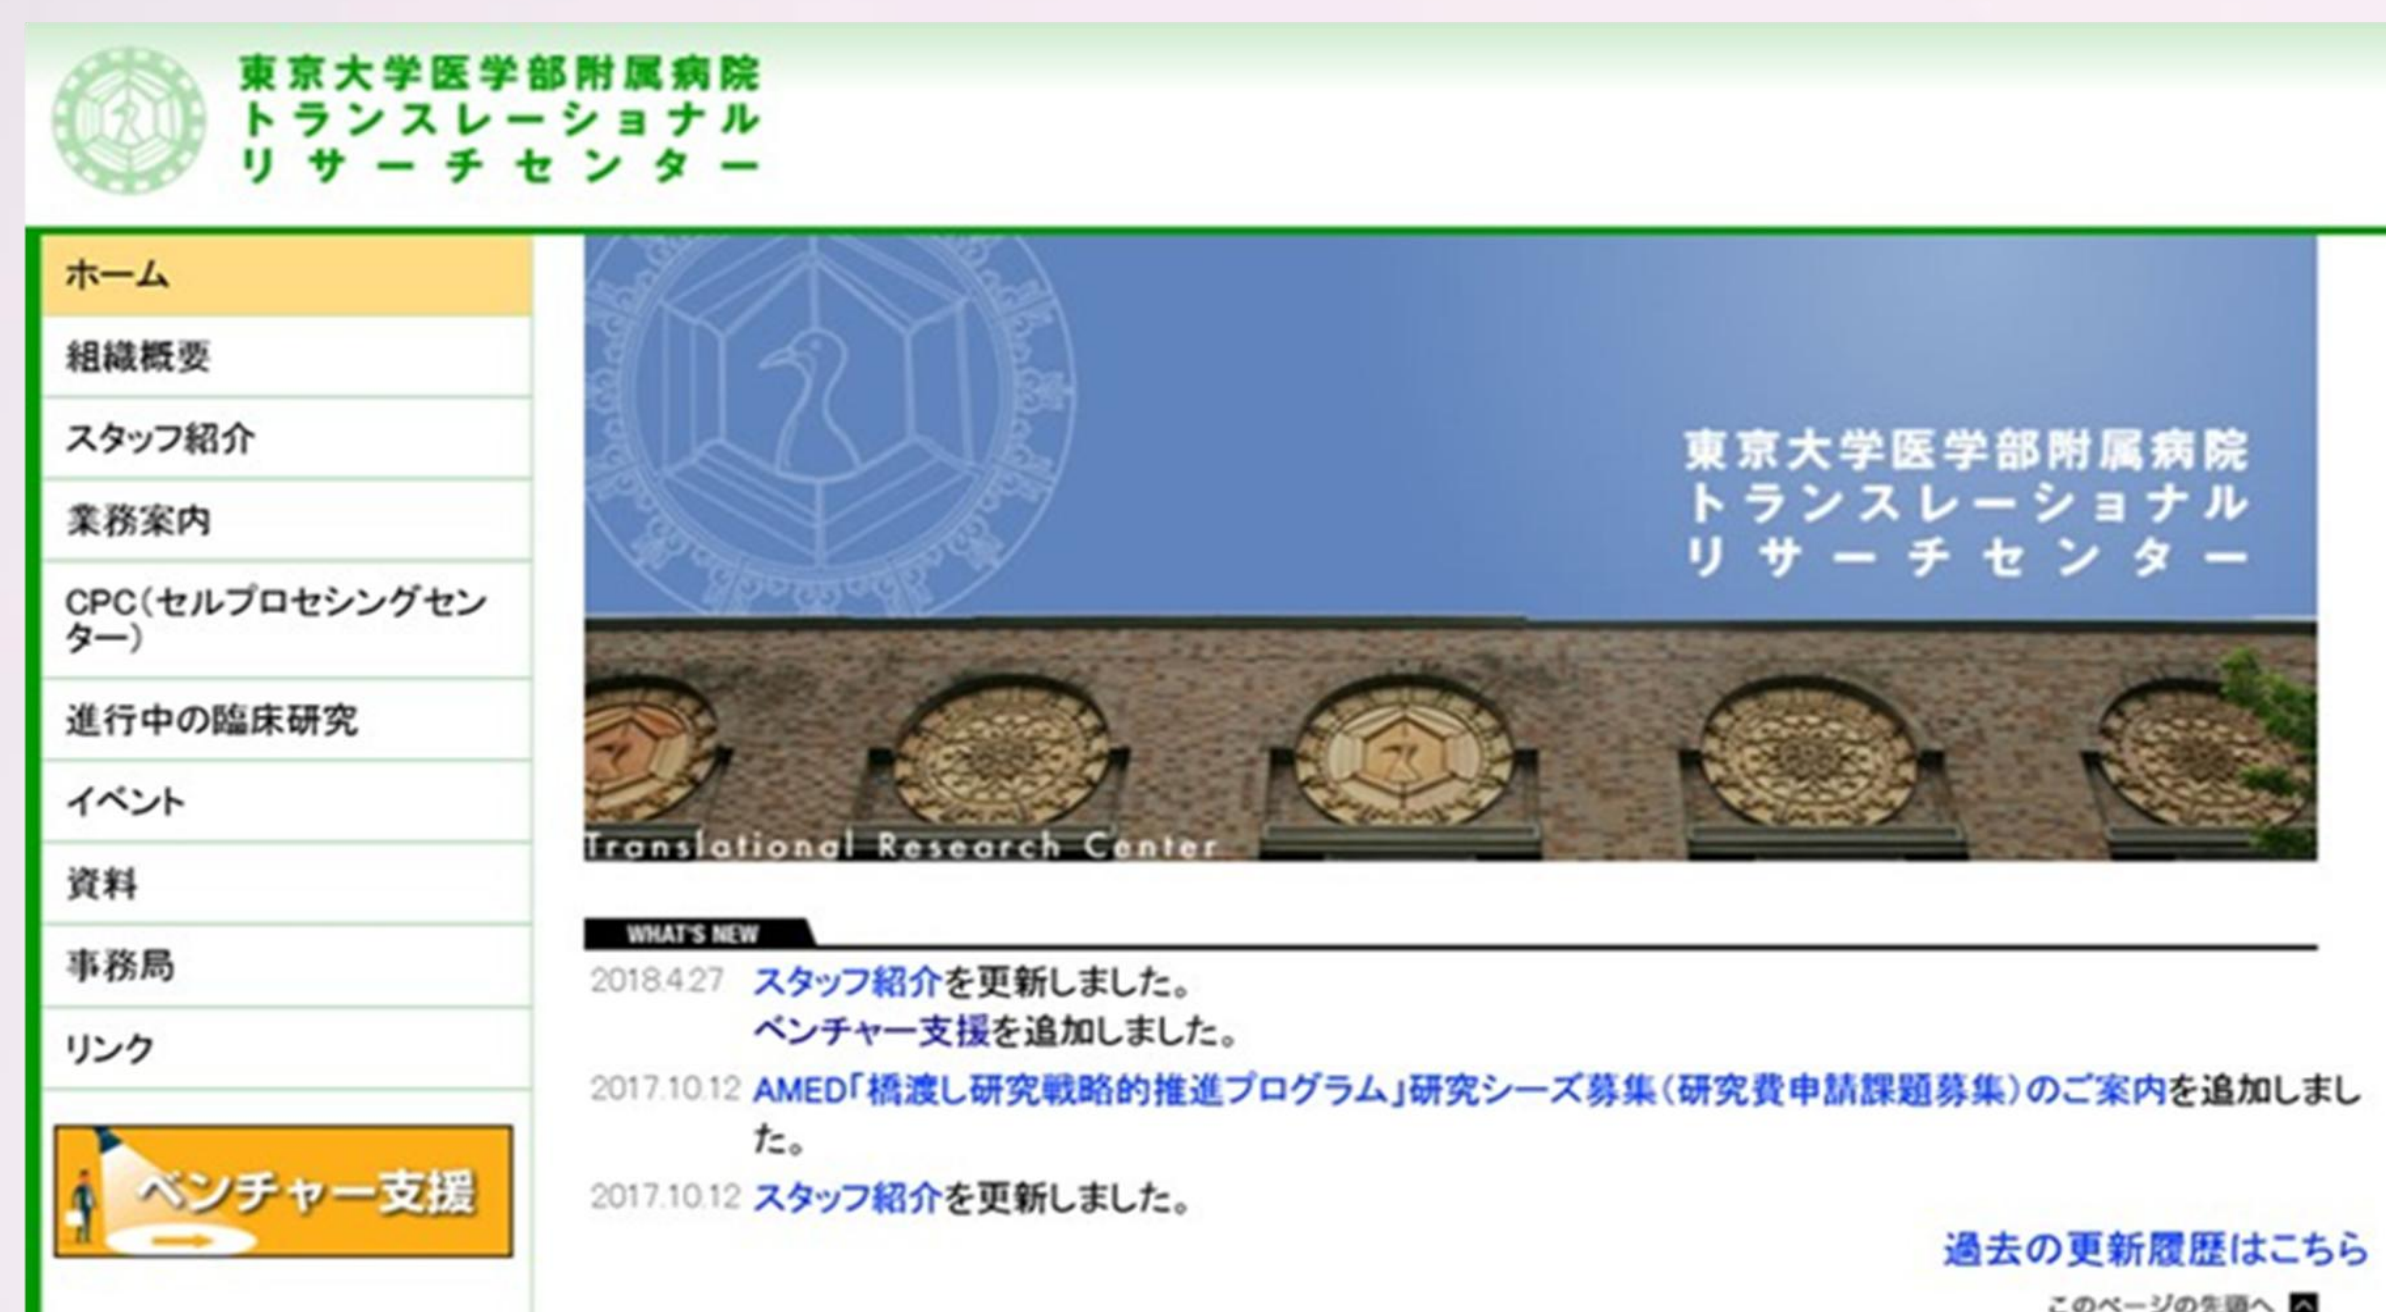 東京大学医学部附属病院
トランスレーショナル
リサーチセンター
ホーム
組織概要
スタッフ紹介
業務案内
CPC(セルプロセシングセン
ター)
進行中の臨床研究
イベント
資料
事務局
リンク
ベンチャー支援
東京大学医学部附属病院
トランスレーショナル
リサーチセンター
Translational Research Center
WHAT'S NEW
2018.4.27 スタッフ紹介を更新しました。
ベンチャー支援を追加しました。
2017.10.12 AMED「橋渡し研究戦略的推進プログラム」研究シーズ募集(研究費申請課題募集)のご案内を追加しまし
た。
2017.10.12 スタッフ紹介を更新しました。
過去の更新履歴はこちら
このページの先頭へ